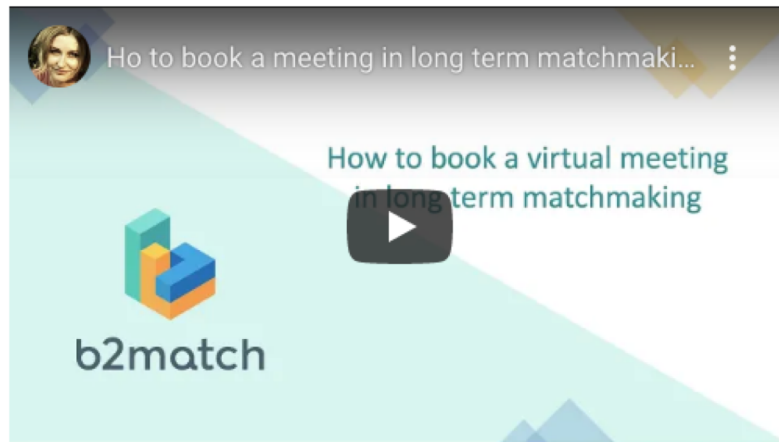 Ho to book a meeting in long term matchmaki...
How to book a virtual meeting
in long term matchmaking
b2match